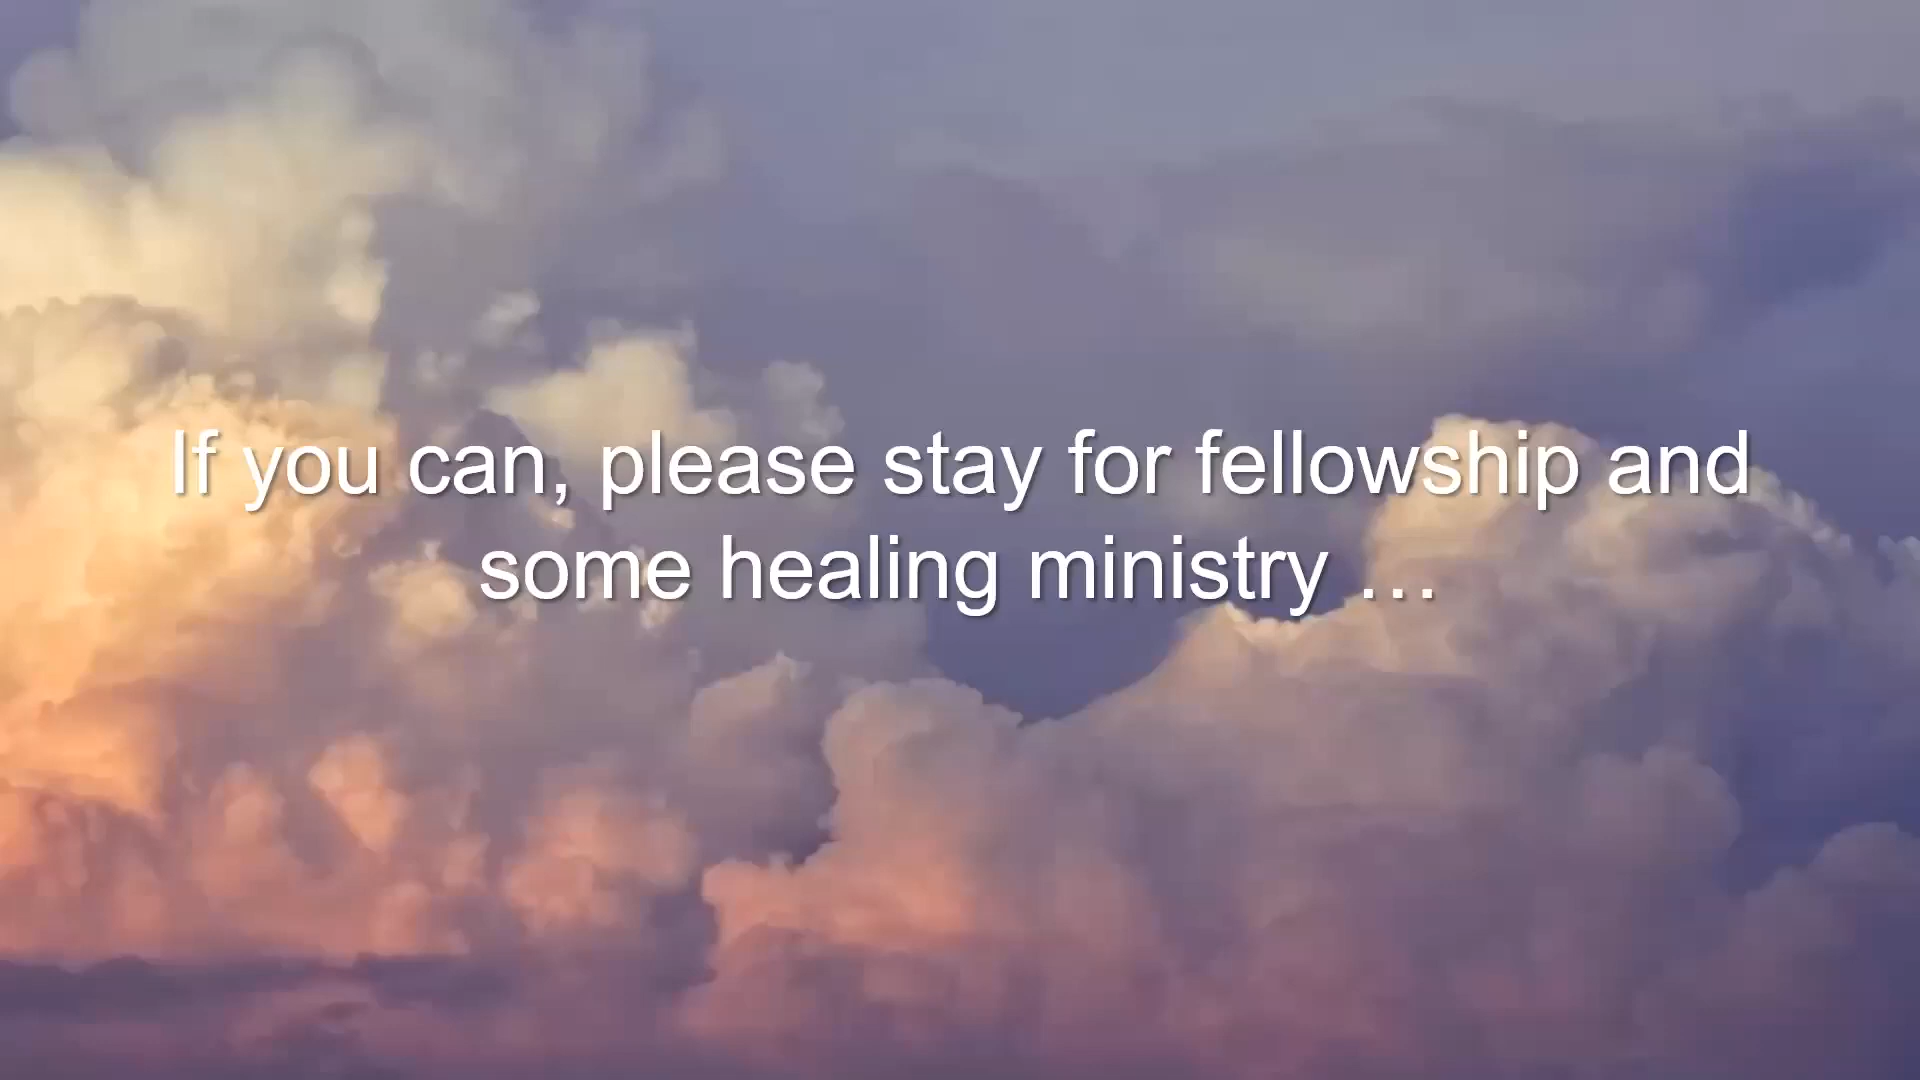 If you can, please stay for fellowship and
some healing ministry …